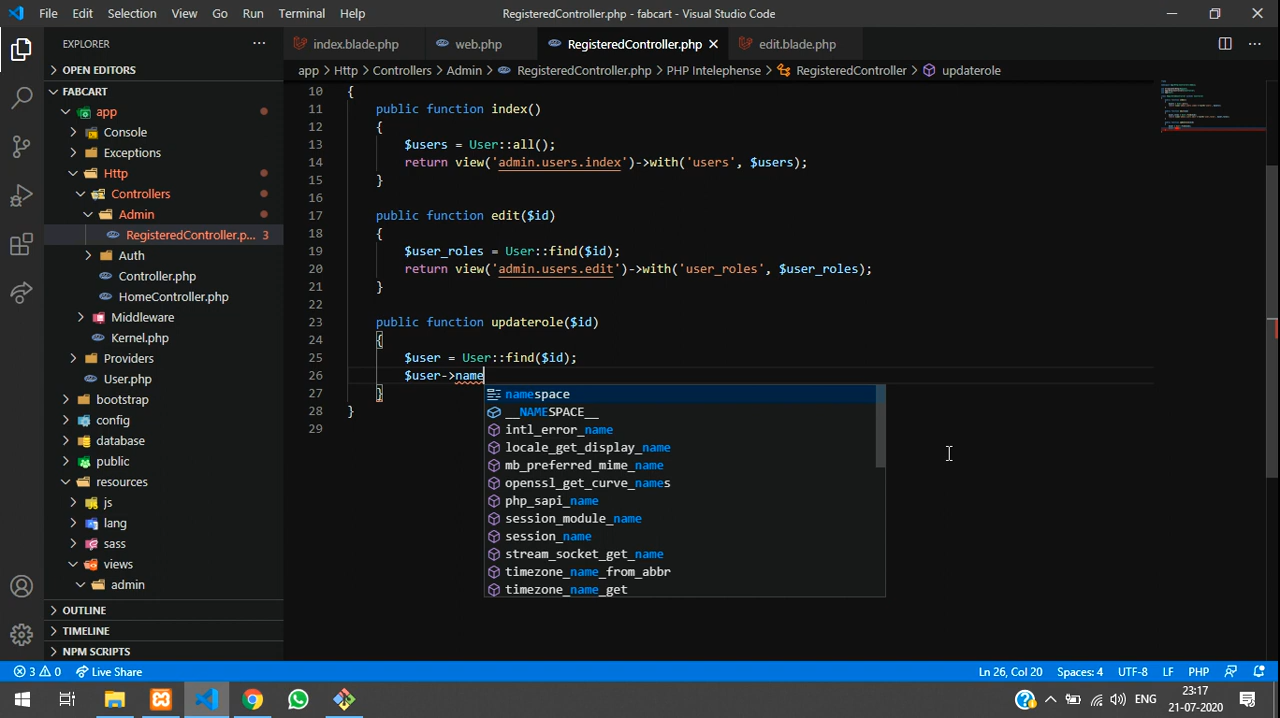 File Edit Selection View Go Run Terminal Help RegisteredController.php - fabcart - Visual Studio Code
EXPLORER
index.blade.php
web.php
RegisteredController.php
edit.blade.php
OPEN EDITORS
app > Http > Controllers > Admin > RegisteredController.php > PHP Intelephense > RegisteredController > updaterole
FABCART
app
Console
Exceptions
Http
Controllers
Admin
RegisteredController.p... 3
Auth
Controller.php
HomeController.php
Middleware
Kernel.php
Providers
User.php
bootstrap
config
database
public
resources
js
lang
sass
views
admin
OUTLINE
TIMELINE
NPM SCRIPTS
10 {
11 public function index()
12 {
13 $users = User::all();
14 return view('admin.users.index')->with('users', $users);
15 }
16
17 public function edit($id)
18 {
19 $user_roles = User::find($id);
20 return view('admin.users.edit')->with('user_roles', $user_roles);
21 }
22
23 public function updaterole($id)
24 {
25 $user = User::find($id);
26 $user->name
27 }
28 }
29
namespace
__NAMESPACE__
intl_error_name
locale_get_display_name
mb_preferred_mime_name
openssl_get_curve_names
php_sapi_name
session_module_name
session_name
stream_socket_get_name
timezone_name_from_abbr
timezone_name_get
3 0 Live Share Ln 26, Col 20 Spaces: 4 UTF-8 LF PHP
ENG
23:17
21-07-2020